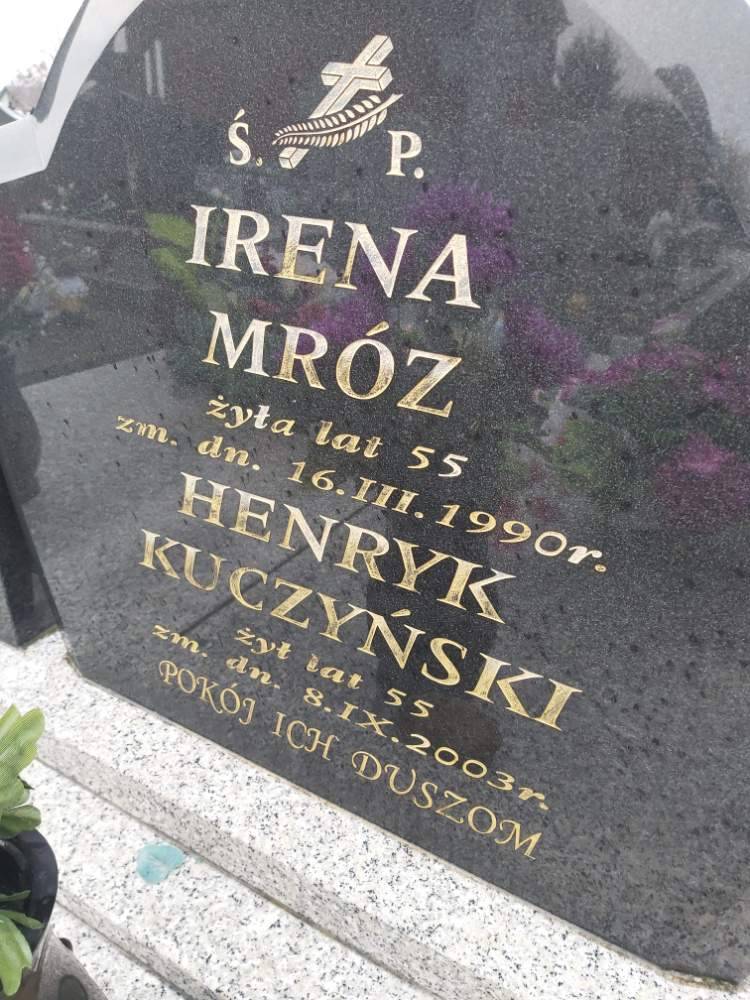 Ś. P.
IRENA
MRÓZ
żyła lat 55
zm. dn. 16.III.1990r.
HENRYK
KUCZYŃSKI
żył lat 55
zm. dn. 8.IX.2003r.
POKÓJ ICH DUSZOM